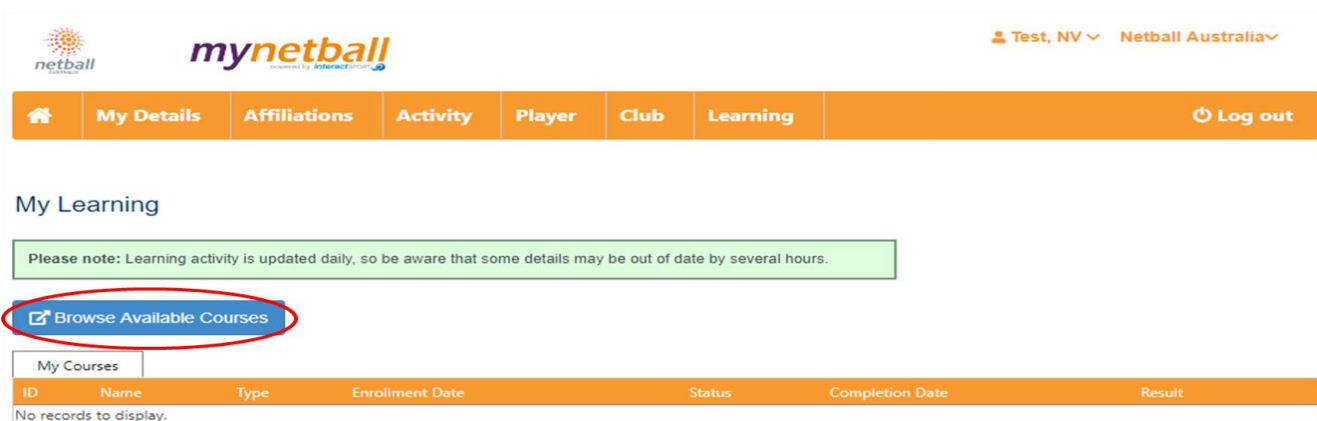 netball
AUSTRALIA
mynetball
powered by interactSPORT
Test, NV Netball Australia
My Details Affiliations Activity Player Club Learning Log out
My Learning
Please note: Learning activity is updated daily, so be aware that some details may be out of date by several hours.
Browse Available Courses
My Courses
ID Name Type Enrollment Date Status Completion Date Result
No records to display.